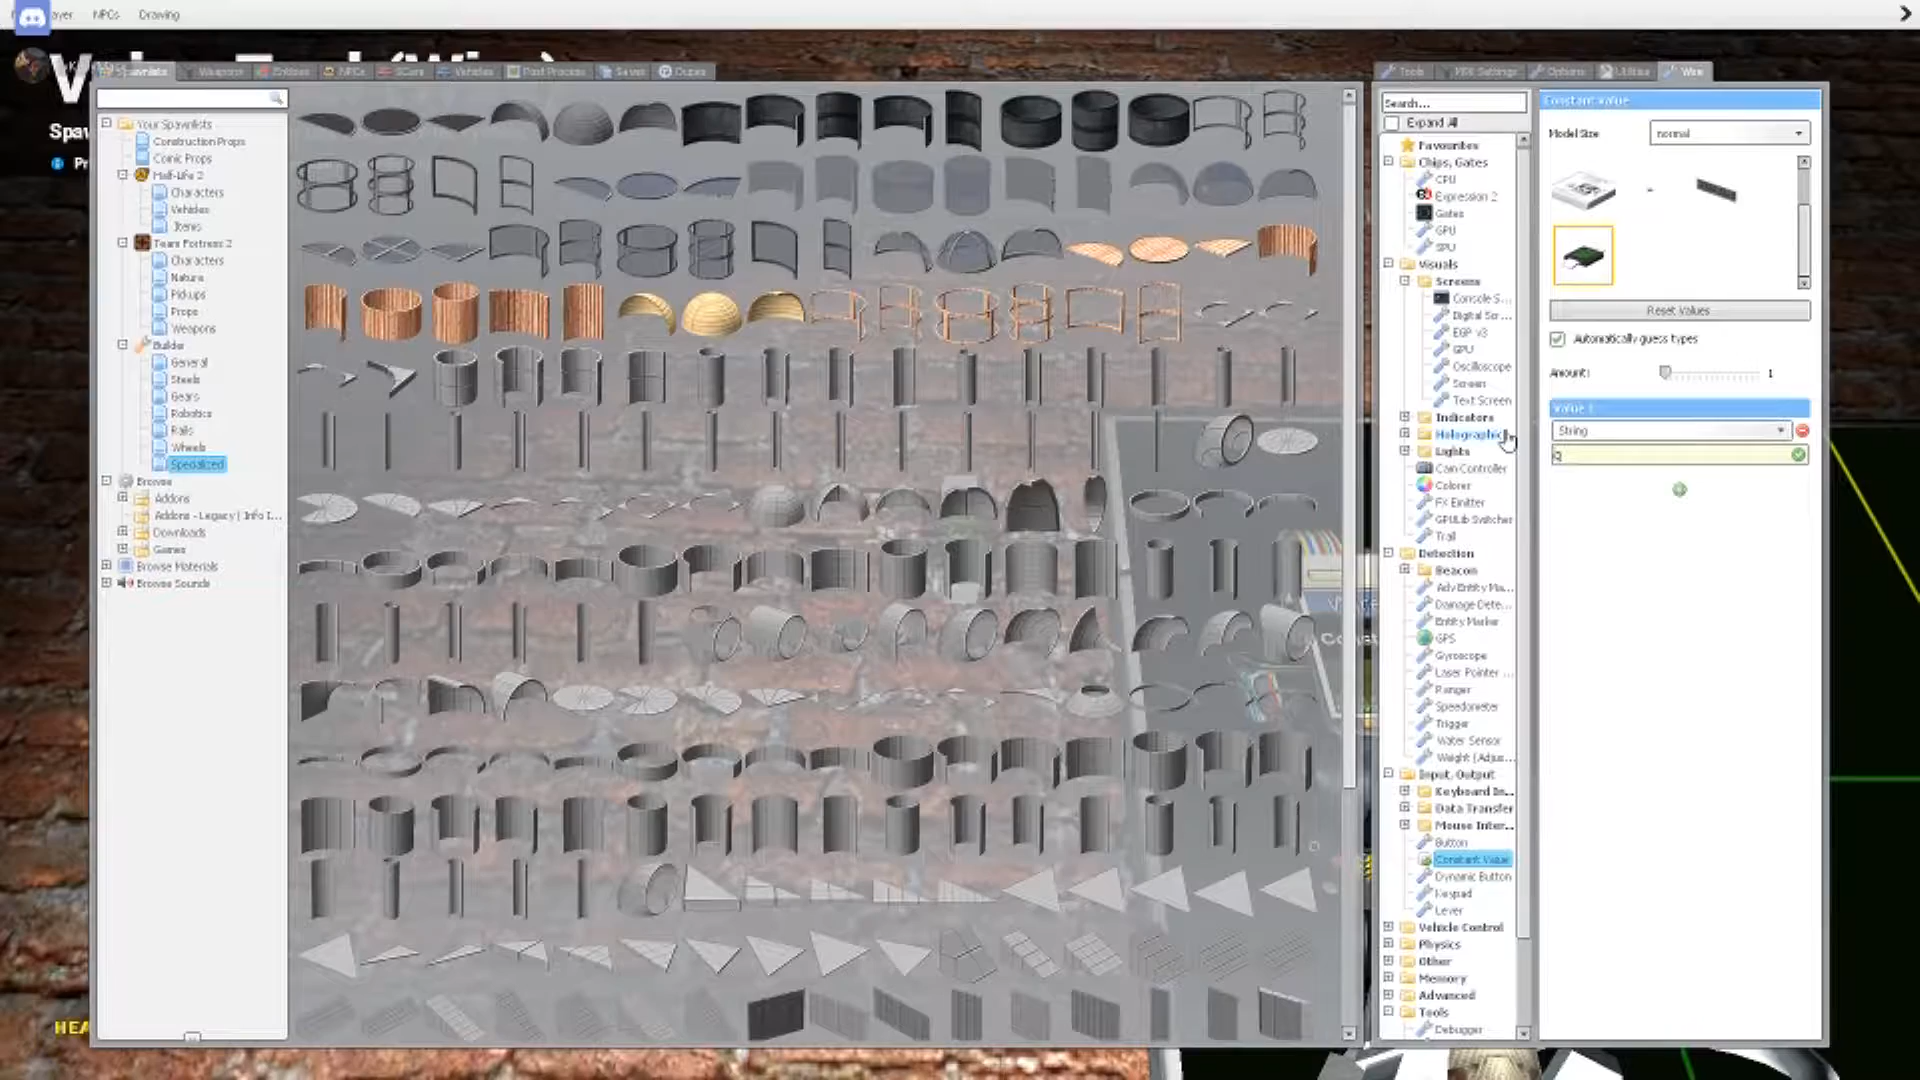 NPCs
Drawing
Spawnlists
Weapons
Entities
NPCs
Vehicles
Post Process
Saves
Dupes
Your Spawnlists
Construction Props
Comic Props
Half-Life 2
Characters
Vehicles
Items
Team Fortress 2
Characters
Nature
Pickups
Props
Weapons
Builder
General
Steels
Gears
Robotics
Rails
Wheels
Specialized
Browse
Addons
Addons - Legacy ( Info I...
Downloads
Games
Browse Materials
Browse Sounds
HEA
Tools
Options
Utilities
Wire
Search...
Expand All
Favourites
Chips, Gates
CPU
Expression 2
Gates
GPU
SPU
Visuals
Screens
Console S...
Digital Scr...
EGP v3
GPU
Oscilloscope
Screen
Text Screen
Indicators
Holographic
Lights
Cam Controller
Colorer
FX Emitter
GPULib Switcher
Trail
Detection
Beacon
Adv Entity Ma...
Damage Dete...
Entity Marker
GPS
Gyroscope
Laser Pointer ...
Ranger
Speedometer
Trigger
Water Sensor
Weight (Adjus...
Input, Output
Keyboard In...
Data Transfer
Mouse Inter...
Button
Constant Value
Dynamic Button
Keypad
Lever
Vehicle Control
Physics
Other
Memory
Advanced
Tools
Debugger
Constant Value
Model Size
normal
Reset Values
Automatically guess types
Amount:
1
Value 1
String